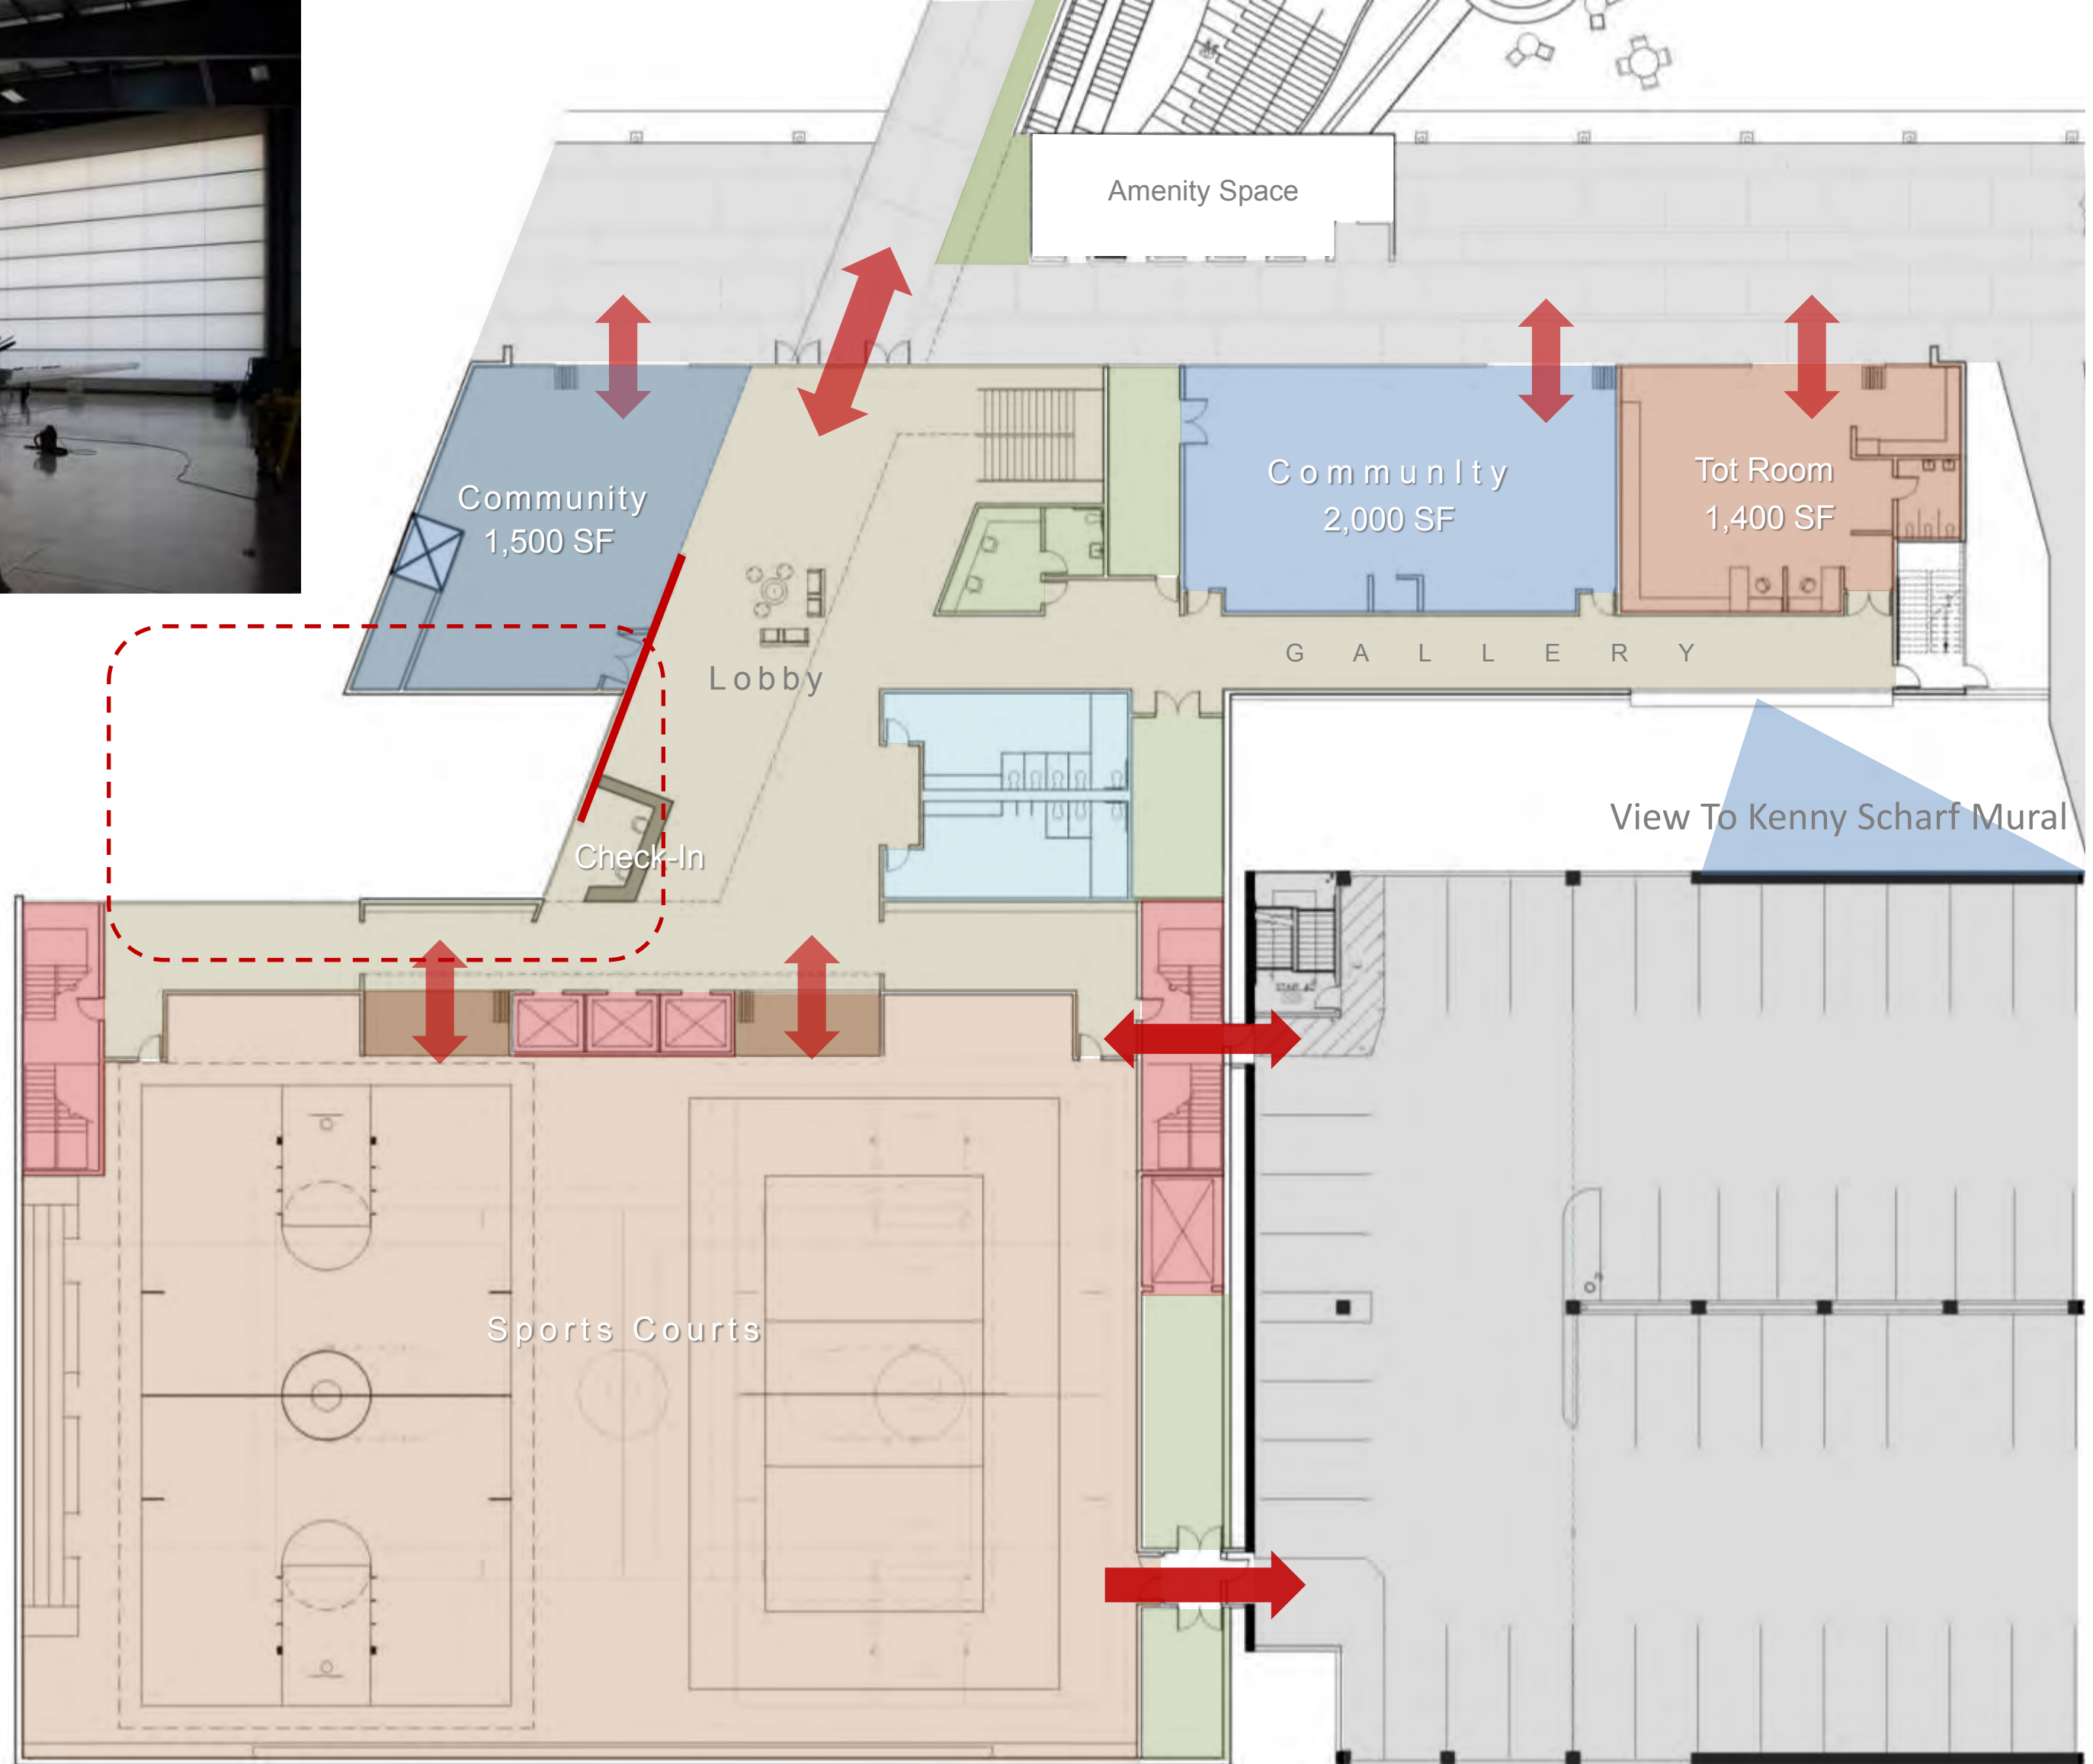 Amenity Space
Community
1,500 SF
CommunIty
2,000 SF
Tot Room
1,400 SF
GALLERY
Lobby
View To Kenny Scharf Mural
Check-In
Sports Courts